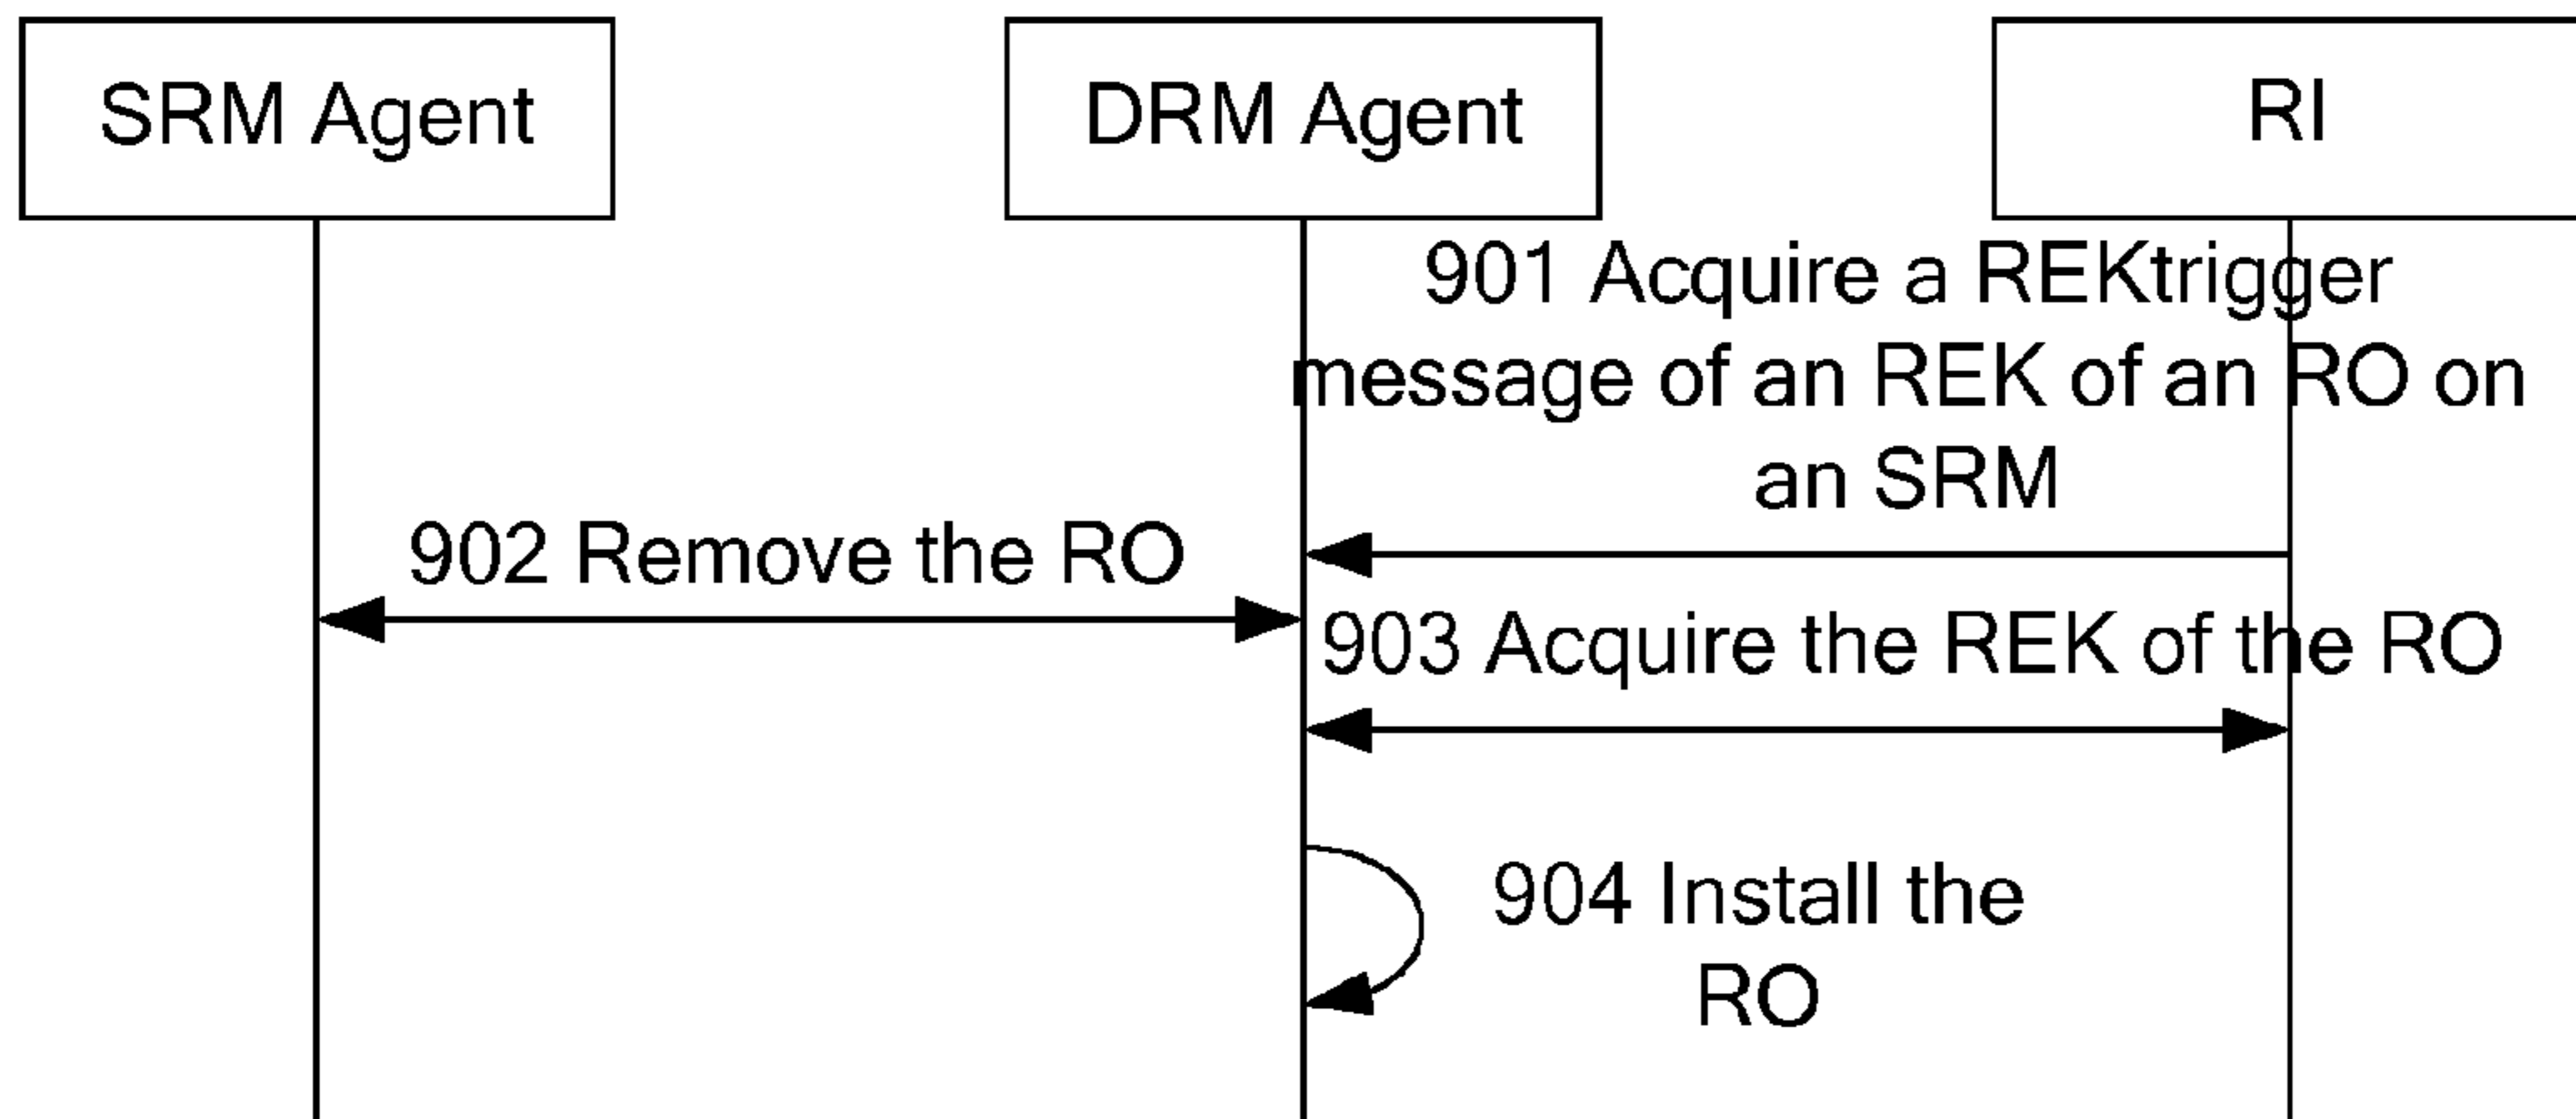 SRM Agent
DRM Agent
RI
901 Acquire a REKtrigger
message of an REK of an RO on
an SRM
902 Remove the RO
903 Acquire the REK of the RO
904 Install the
RO